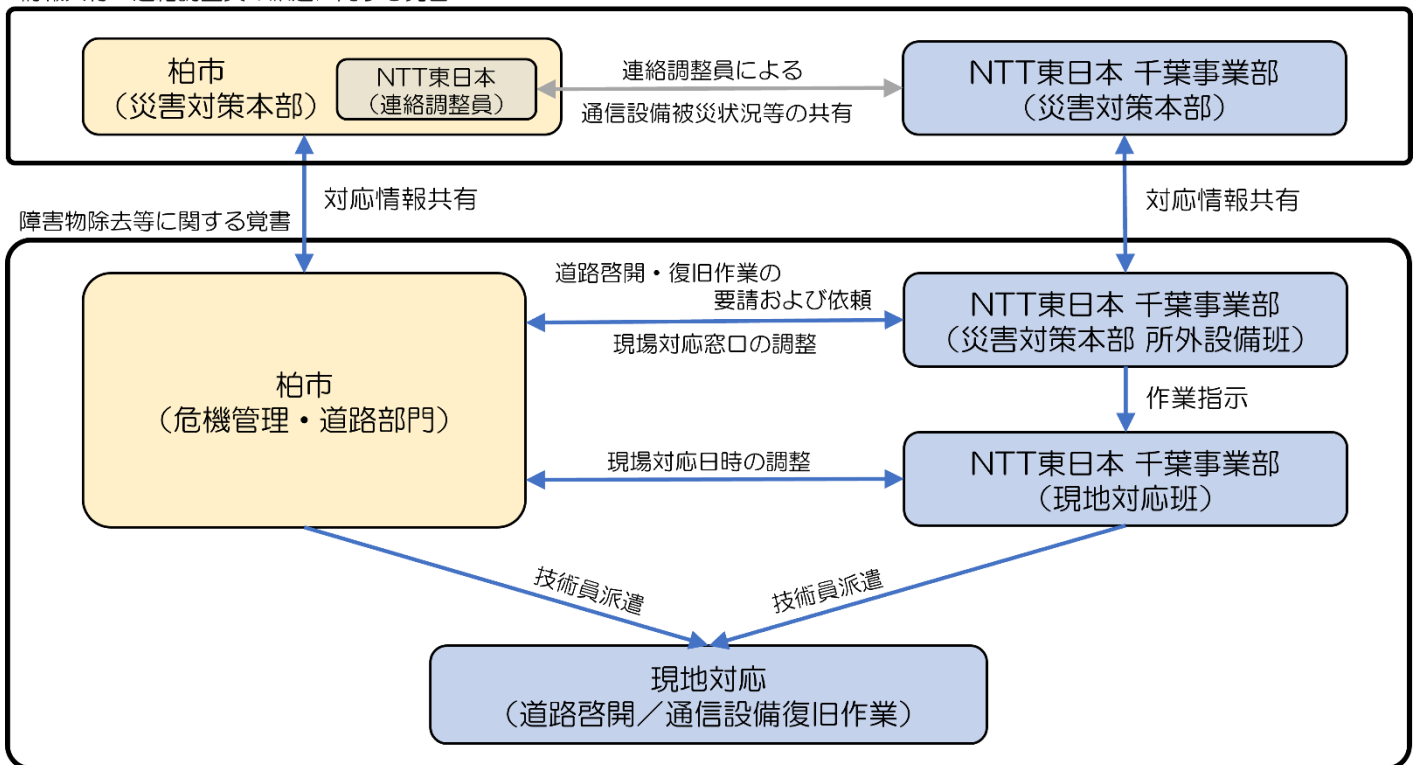 柏市
（災害対策本部）
NTT東日本
（連絡調整員）
連絡調整員による
通信設備被災状況等の共有
NTT東日本 千葉事業部
（災害対策本部）
対応情報共有
対応情報共有
障害物除去等に関する覚書
柏市
（危機管理・道路部門）
道路啓開・復旧作業の
要請および依頼
現場対応窓口の調整
NTT東日本 千葉事業部
（災害対策本部 所外設備班）
作業指示
現場対応日時の調整
NTT東日本 千葉事業部
（現地対応班）
技術員派遣
技術員派遣
現地対応
（道路啓開／通信設備復旧作業）